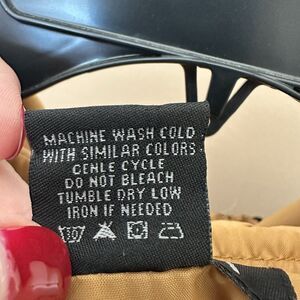 MACHINE WASH COLD
WITH SIMILAR COLORS
GENLE CYCLE
DO NOT BLEACH
TUMBLE DRY LOW
IRON IF NEEDED